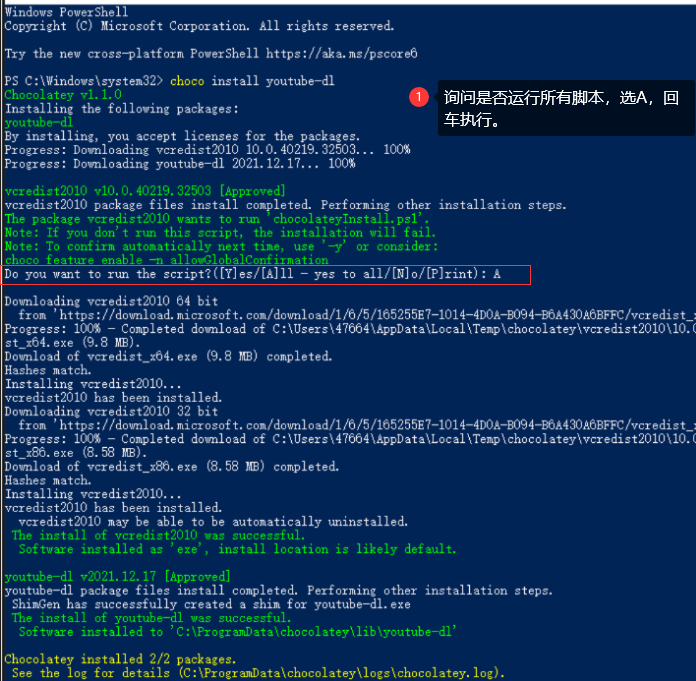 Windows PowerShell
Copyright (C) Microsoft Corporation. All rights reserved.
Try the new cross-platform PowerShell https://aka.ms/pscore6
PS C:\Windows\system32> choco install youtube-dl
Chocolatey v1.1.0
1 询问是否运行所有脚本，选A，回
车执行。
Installing the following packages:
youtube-dl
By installing, you accept licenses for the packages.
Progress: Downloading vcredist2010 10.0.40219.32503... 100%
Progress: Downloading youtube-dl 2021.12.17... 100%
vcredist2010 v10.0.40219.32503 [Approved]
vcredist2010 package files install completed. Performing other installation steps.
The package vcredist2010 wants to run 'chocolateyInstall.ps1'.
Note: If you don't run this script, the installation will fail.
Note: To confirm automatically next time, use '-y' or consider:
choco feature enable -n allowGlobalConfirmation
Do you want to run the script?([Y]es/[A]ll - yes to all/[N]o/[P]rint): A
Downloading vcredist2010 64 bit
from 'https://download.microsoft.com/download/1/6/5/165255E7-1014-4D0A-B094-B6A430A6BFFC/vcredist_x
Progress: 100% - Completed download of C:\Users\47664\AppData\Local\Temp\chocolatey\vcredist2010\10.0
st_x64.exe (9.8 MB).
Download of vcredist_x64.exe (9.8 MB) completed.
Hashes match.
Installing vcredist2010...
vcredist2010 has been installed.
Downloading vcredist2010 32 bit
from 'https://download.microsoft.com/download/1/6/5/165255E7-1014-4D0A-B094-B6A430A6BFFC/vcredist_x
Progress: 100% - Completed download of C:\Users\47664\AppData\Local\Temp\chocolatey\vcredist2010\10.0
st_x86.exe (8.58 MB).
Download of vcredist_x86.exe (8.58 MB) completed.
Hashes match.
Installing vcredist2010...
vcredist2010 has been installed.
vcredist2010 may be able to be automatically uninstalled.
The install of vcredist2010 was successful.
Software installed as 'exe', install location is likely default.
youtube-dl v2021.12.17 [Approved]
youtube-dl package files install completed. Performing other installation steps.
ShimGen has successfully created a shim for youtube-dl.exe
The install of youtube-dl was successful.
Software installed to 'C:\ProgramData\chocolatey\lib\youtube-dl'
Chocolatey installed 2/2 packages.
See the log for details (C:\ProgramData\chocolatey\logs\chocolatey.log).